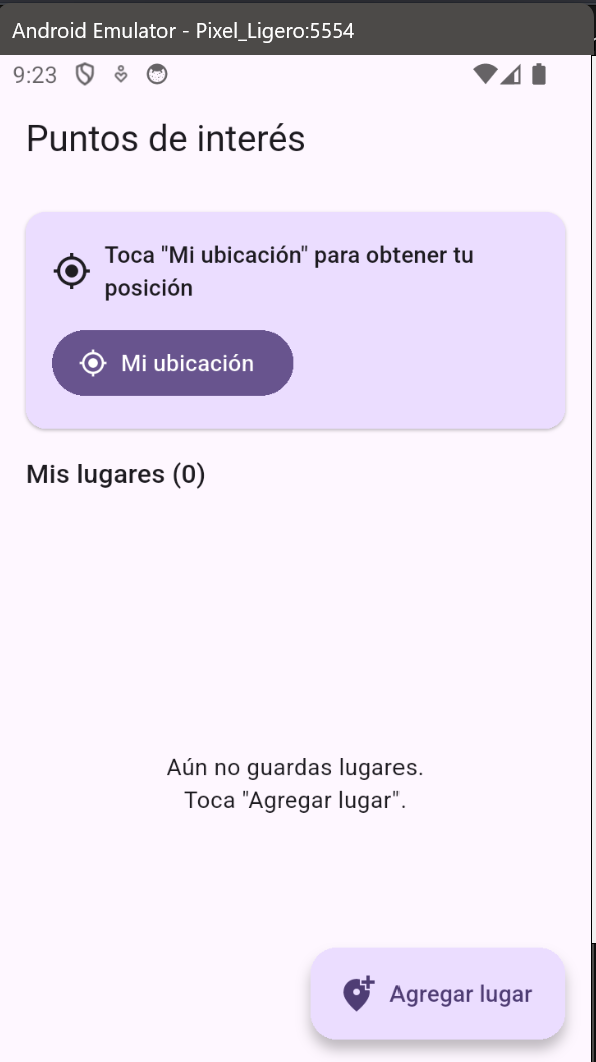 Android Emulator - Pixel_Ligero:5554
9:23
Puntos de interés
Toca "Mi ubicación" para obtener tu
posición
Mi ubicación
Mis lugares (0)
Aún no guardas lugares.
Toca "Agregar lugar".
Agregar lugar